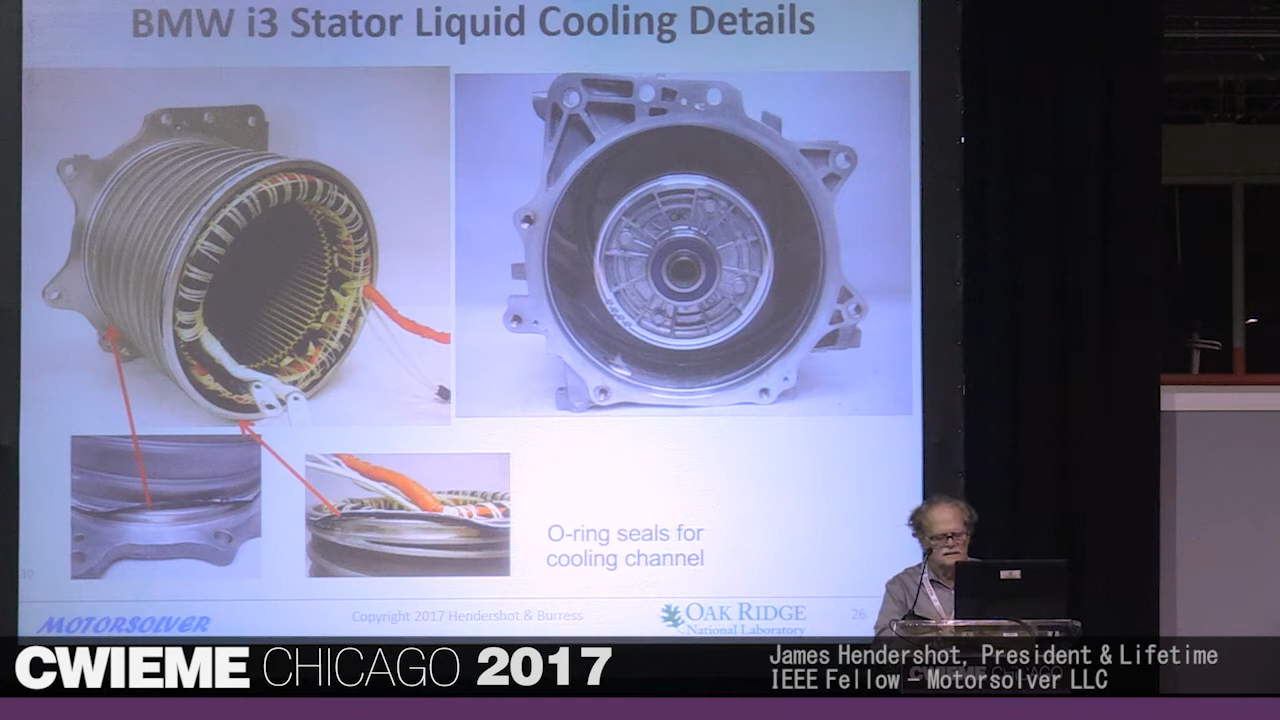 BMW i3 Stator Liquid Cooling Details
O-ring seals for
cooling channel
MOTORSOLVER
Copyright 2017 Hendershot & Burress
OAK RIDGE
National Laboratory
26
CWIEME CHICAGO 2017
James Hendershot, President & Lifetime
IEEE Fellow – Motorsolver LLC